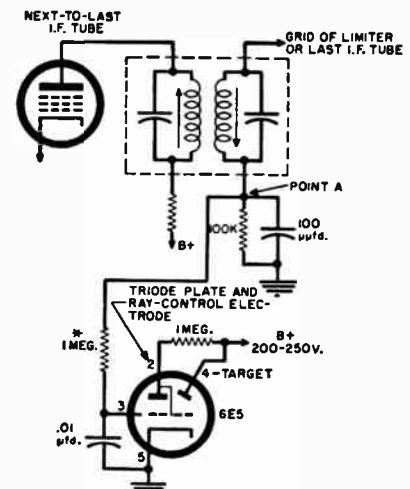 NEXT-TO-LAST
I.F. TUBE
GRID OF LIMITER
OR LAST I.F. TUBE
POINT A
B+
100K
100
µµfd.
TRIODE PLATE AND
RAY-CONTROL ELEC-
TRODE
*
1 MEG.
1 MEG.
B+
200-250V.
2
4-TARGET
3
6E5
.01
µfd.
5